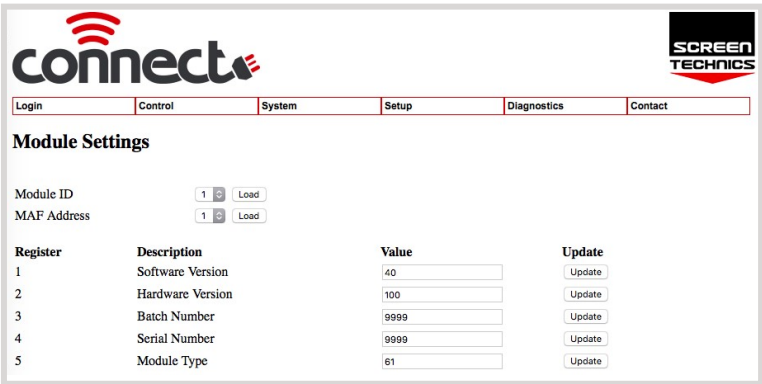 connect
SCREEN
TECHNICS
Login Control System Setup Diagnostics Contact
Module Settings
Module ID 1 Load
MAF Address 1 Load
Register Description Value Update
1 Software Version 40 Update
2 Hardware Version 100 Update
3 Batch Number 9999 Update
4 Serial Number 9999 Update
5 Module Type 61 Update